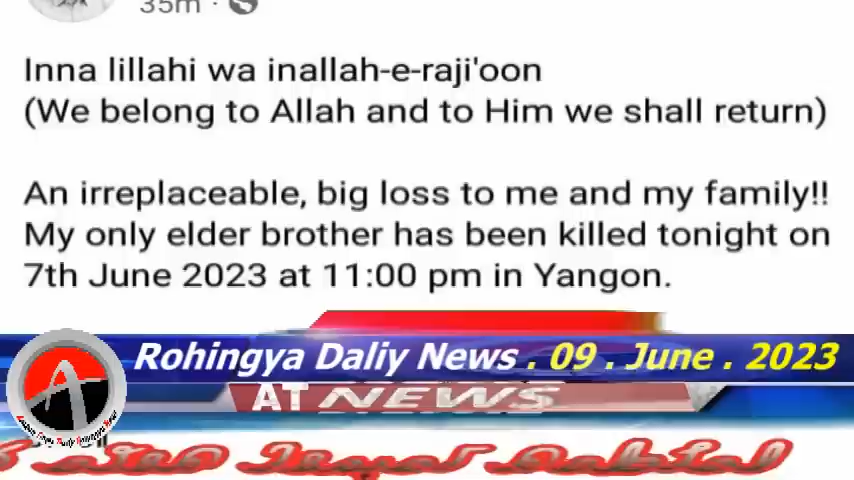 35m ·
Inna lillahi wa inallah-e-raji'oon
(We belong to Allah and to Him we shall return)
An irreplaceable, big loss to me and my family!!
My only elder brother has been killed tonight on
7th June 2023 at 11:00 pm in Yangon.
Rohingya Daliy News . 09 . June . 2023
AT NEWS